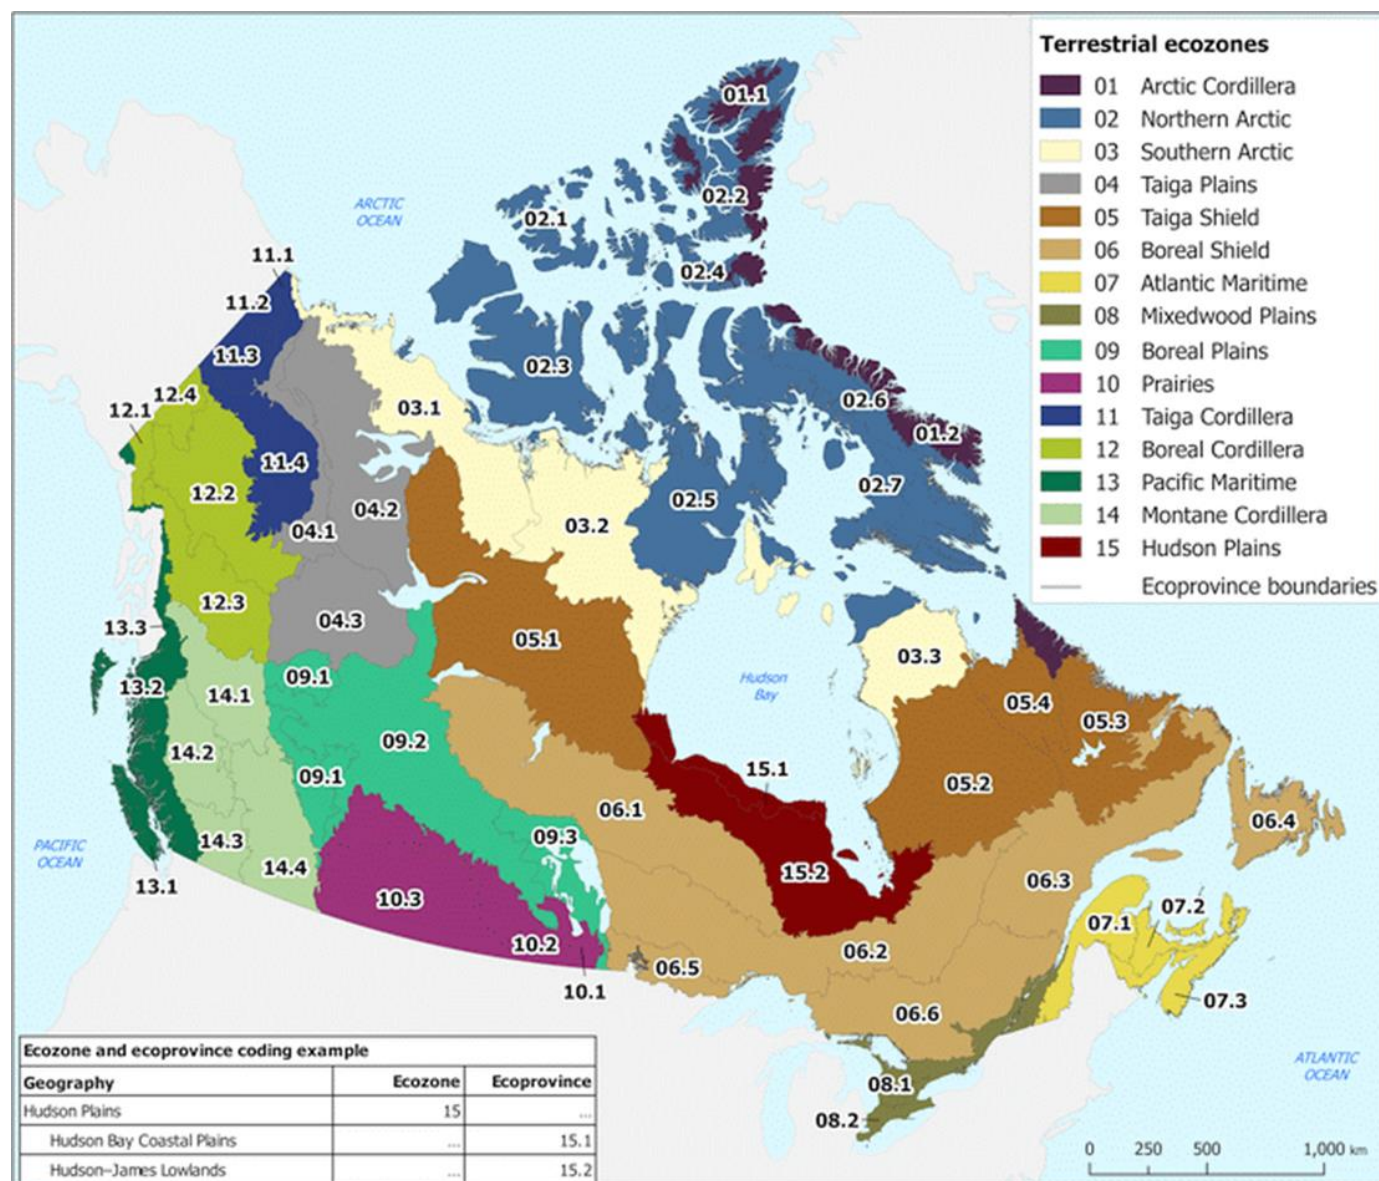 Terrestrial ecozones
01 Arctic Cordillera
02 Northern Arctic
03 Southern Arctic
04 Taiga Plains
05 Taiga Shield
06 Boreal Shield
07 Atlantic Maritime
08 Mixedwood Plains
09 Boreal Plains
10 Prairies
11 Taiga Cordillera
12 Boreal Cordillera
13 Pacific Maritime
14 Montane Cordillera
15 Hudson Plains
Ecoprovince boundaries
01.1
02.2
02.1
ARCTIC
OCEAN
11.1
02.4
11.2
11.3
02.3
12.4
12.1
03.1
02.6
01.2
11.4
12.2
04.2
02.5
02.7
04.1
03.2
12.3
04.3
13.3
05.1
03.3
09.1
13.2
14.1
Hudson
Bay
05.4
05.3
14.2
09.2
09.1
15.1
05.2
06.1
06.4
14.3
09.3
PACIFIC
OCEAN
14.4
15.2
06.3
13.1
10.3
07.2
07.1
10.2
06.2
06.5
10.1
07.3
06.6
ATLANTIC
OCEAN
08.1
08.2
Ecozone and ecoprovince coding example
Geography Ecozone Ecoprovince
Hudson Plains 15 ...
Hudson Bay Coastal Plains ... 15.1
Hudson–James Lowlands ... 15.2
0 250 500 1,000 km